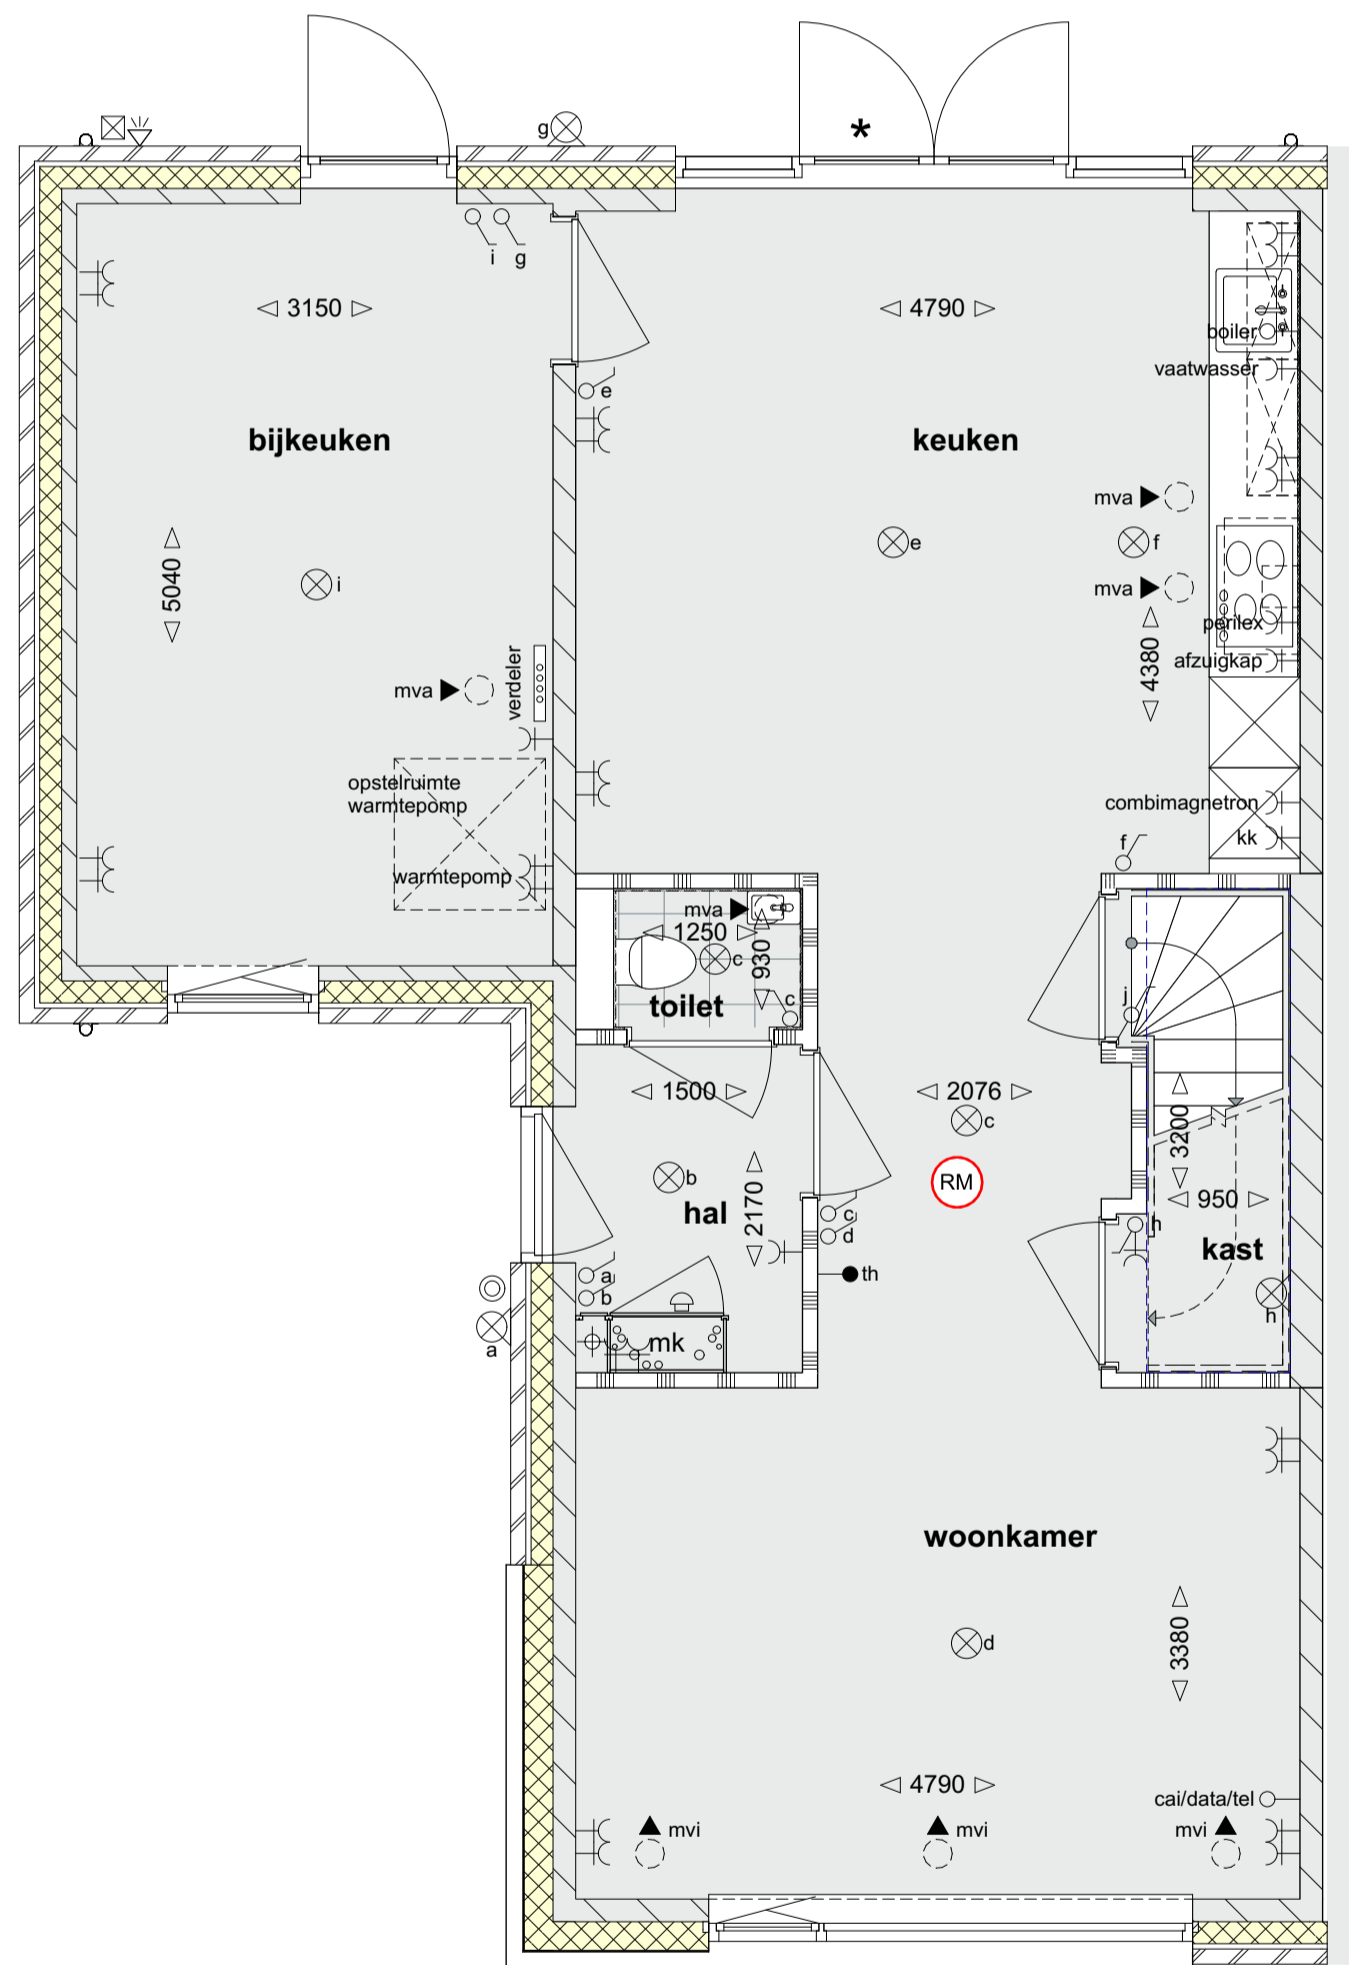 g
*
i
g
3150
4790
boiler
vaatwasser
e
bijkeuken
keuken
mva
e
f
i
mva
5040
perilex
4380
afzuigkap
verdeler
mva
opstelruimte
warmtepomp
combimagnetron
kk
f
warmtepomp
mva
1250
c
930
c
toilet
j
1500
2076
c
3200
b
RM
2170
hal
950
c
d
h
kast
th
a
b
h
a
mk
woonkamer
d
3380
4790
cai/data/tel
mvi
mvi
mvi